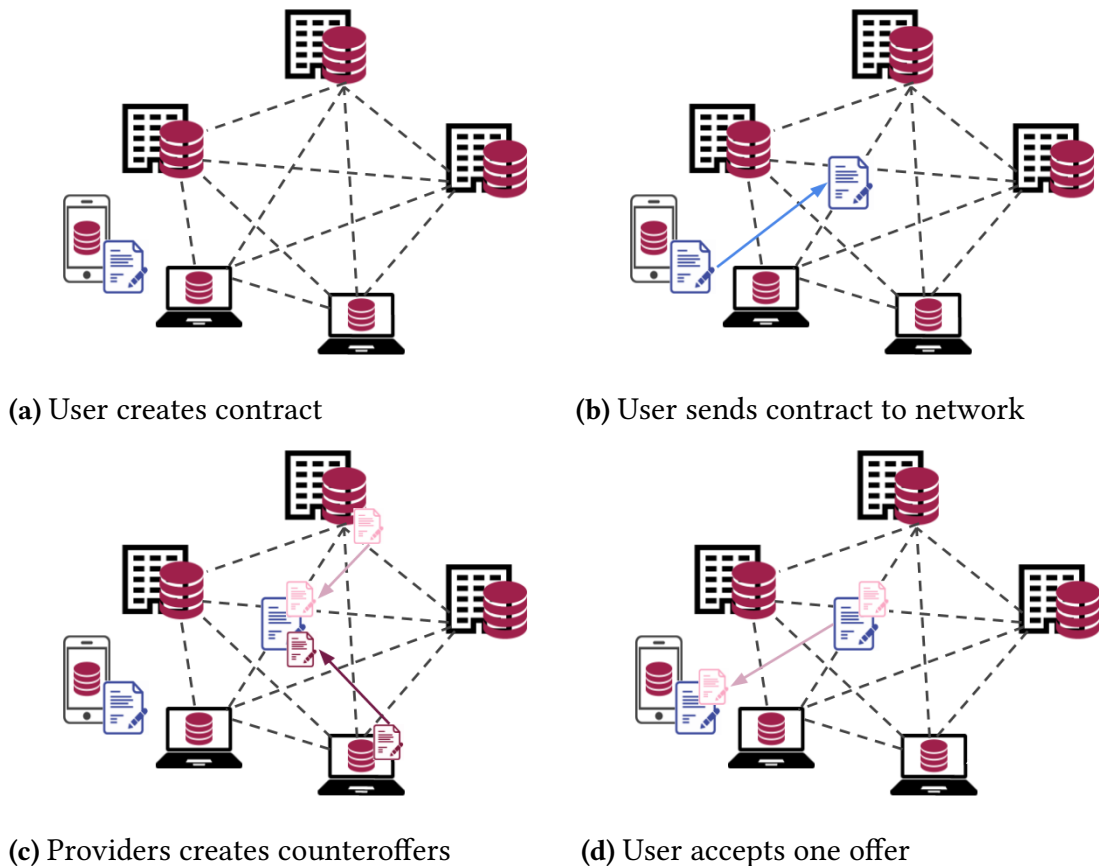 (a) User creates contract
(b) User sends contract to network
(c) Providers creates counteroffers
(d) User accepts one offer